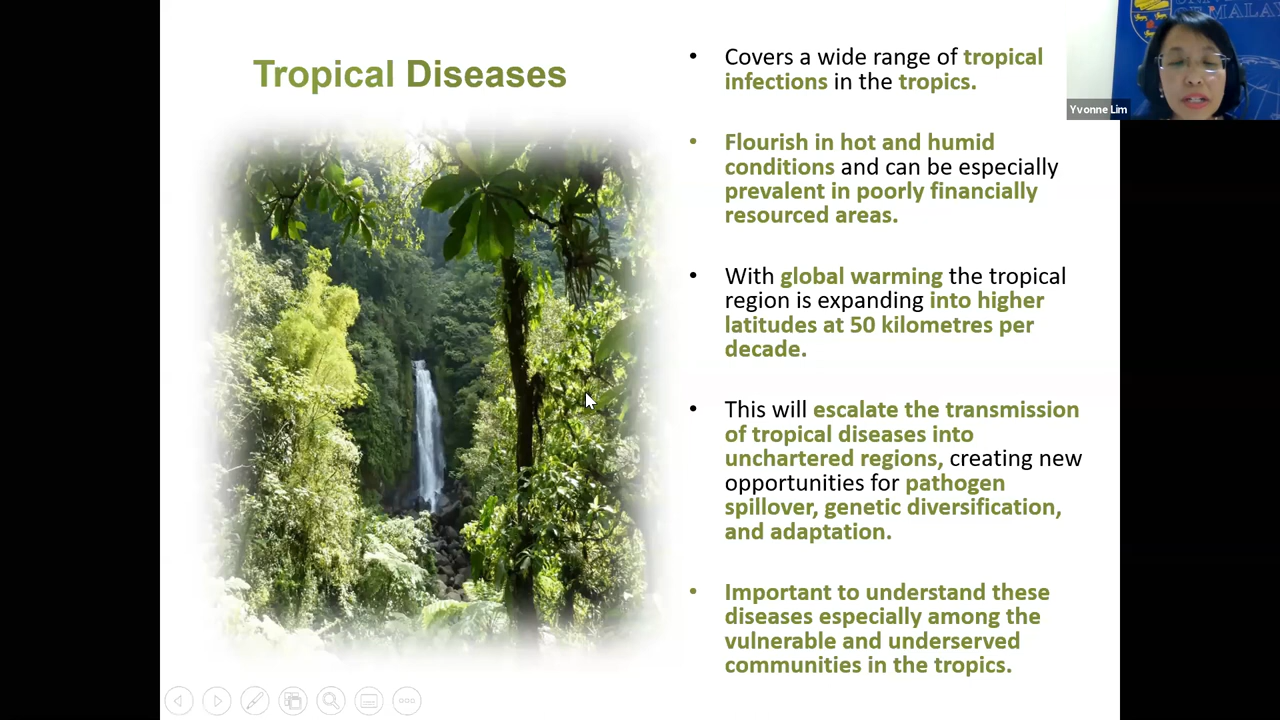 Tropical Diseases
• Covers a wide range of tropical
infections in the tropics.
• Flourish in hot and humid
conditions and can be especially
prevalent in poorly financially
resourced areas.
• With global warming the tropical
region is expanding into higher
latitudes at 50 kilometres per
decade.
• This will escalate the transmission
of tropical diseases into
unchartered regions, creating new
opportunities for pathogen
spillover, genetic diversification,
and adaptation.
• Important to understand these
diseases especially among the
vulnerable and underserved
communities in the tropics.
Yvonne Lim